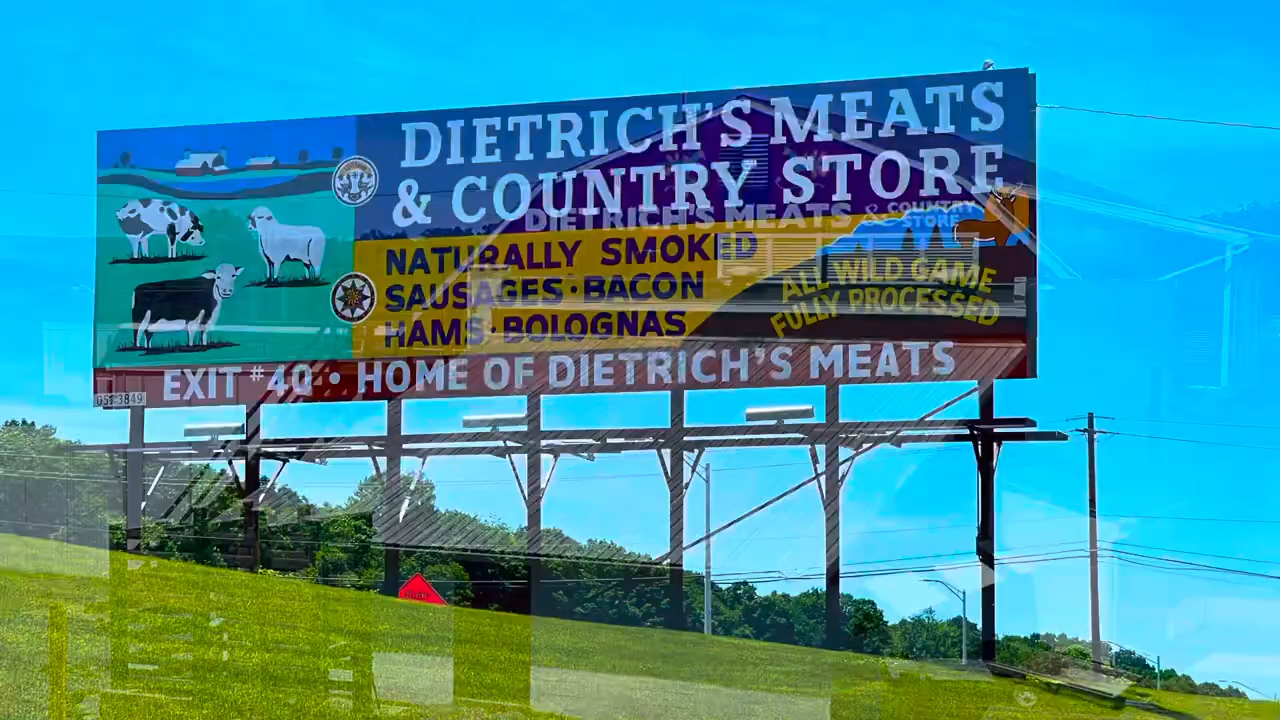 DIETRICH'S MEATS
& COUNTRY STORE
DIETRICH'S MEATS & COUNTRY STORE
NATURALLY SMOKED
SAUSAGES · BACON
HAMS · BOLOGNAS
ALL WILD GAME
FULLY PROCESSED
EXIT #40 · HOME OF DIETRICH'S MEATS